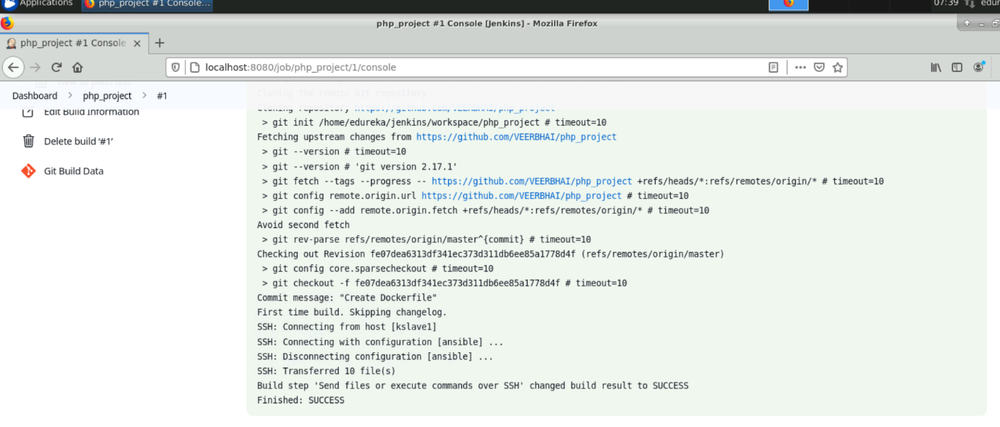 Applications php_project #1 Console... 07:39
php_project #1 Console [Jenkins] - Mozilla Firefox
php_project #1 Console
localhost:8080/job/php_project/1/console
View as plain text
Dashboard > php_project > #1
Edit Build Information
Delete build ‘#1’
Git Build Data
Cloning the remote Git repository
Cloning repository https://github.com/VEERBHAI/php_project
> git init /home/edureka/jenkins/workspace/php_project # timeout=10
Fetching upstream changes from https://github.com/VEERBHAI/php_project
> git --version # timeout=10
> git --version # 'git version 2.17.1'
> git fetch --tags --progress -- https://github.com/VEERBHAI/php_project +refs/heads/*:refs/remotes/origin/* # timeout=10
> git config remote.origin.url https://github.com/VEERBHAI/php_project # timeout=10
> git config --add remote.origin.fetch +refs/heads/*:refs/remotes/origin/* # timeout=10
Avoid second fetch
> git rev-parse refs/remotes/origin/master^{commit} # timeout=10
Checking out Revision fe07dea6313df341ec373d311db6ee85a1778d4f (refs/remotes/origin/master)
> git config core.sparsecheckout # timeout=10
> git checkout -f fe07dea6313df341ec373d311db6ee85a1778d4f # timeout=10
Commit message: "Create Dockerfile"
First time build. Skipping changelog.
SSH: Connecting from host [kslave1]
SSH: Connecting with configuration [ansible] ...
SSH: Disconnecting configuration [ansible] ...
SSH: Transferred 10 file(s)
Build step 'Send files or execute commands over SSH' changed build result to SUCCESS
Finished: SUCCESS